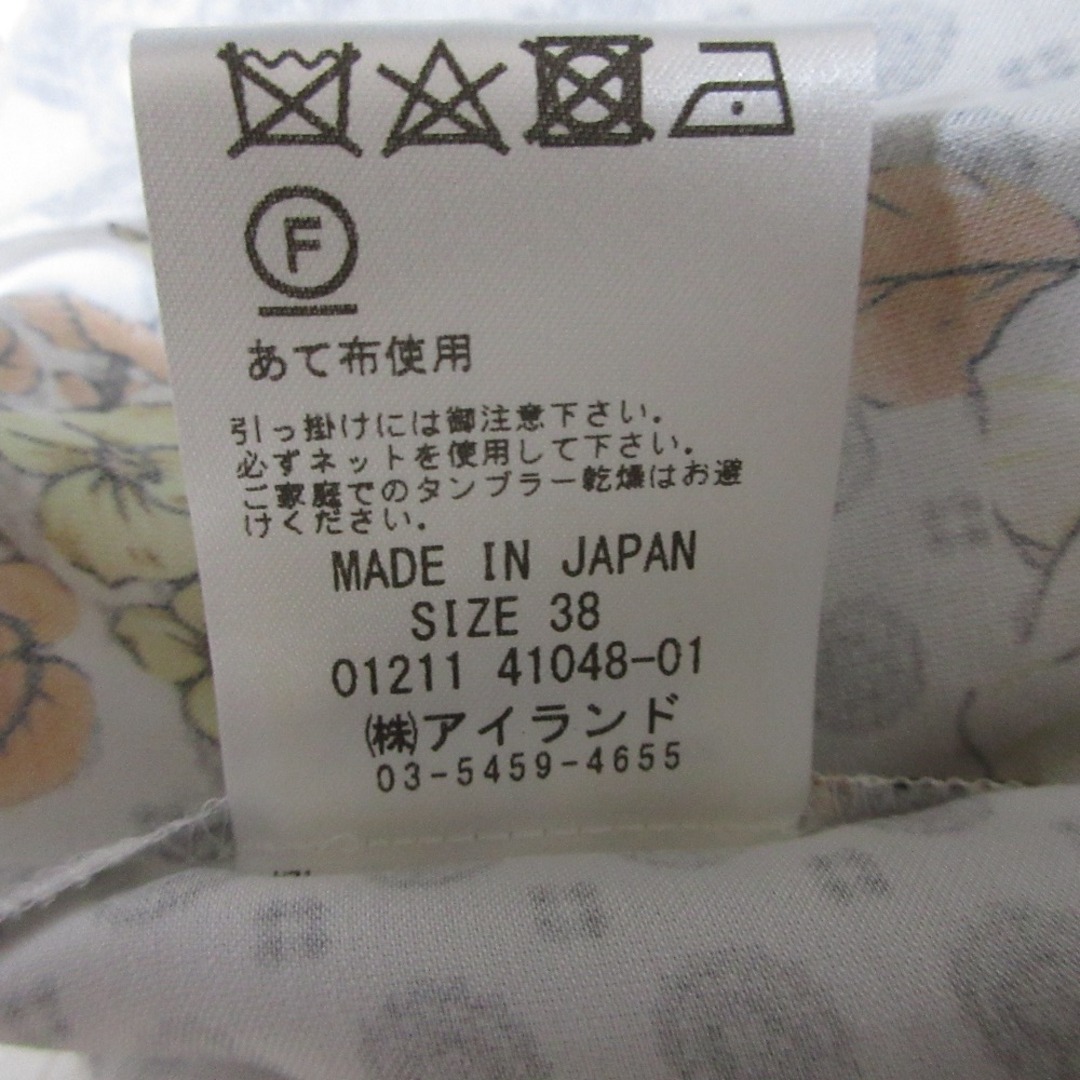 F
あて布使用
引っ掛けには御注意下さい。
必ずネットを使用して下さい。
ご家庭でのタンブラー乾燥はお避
けください。
MADE IN JAPAN
SIZE 38
01211 41048-01
㈱アイランド
03-5459-4655